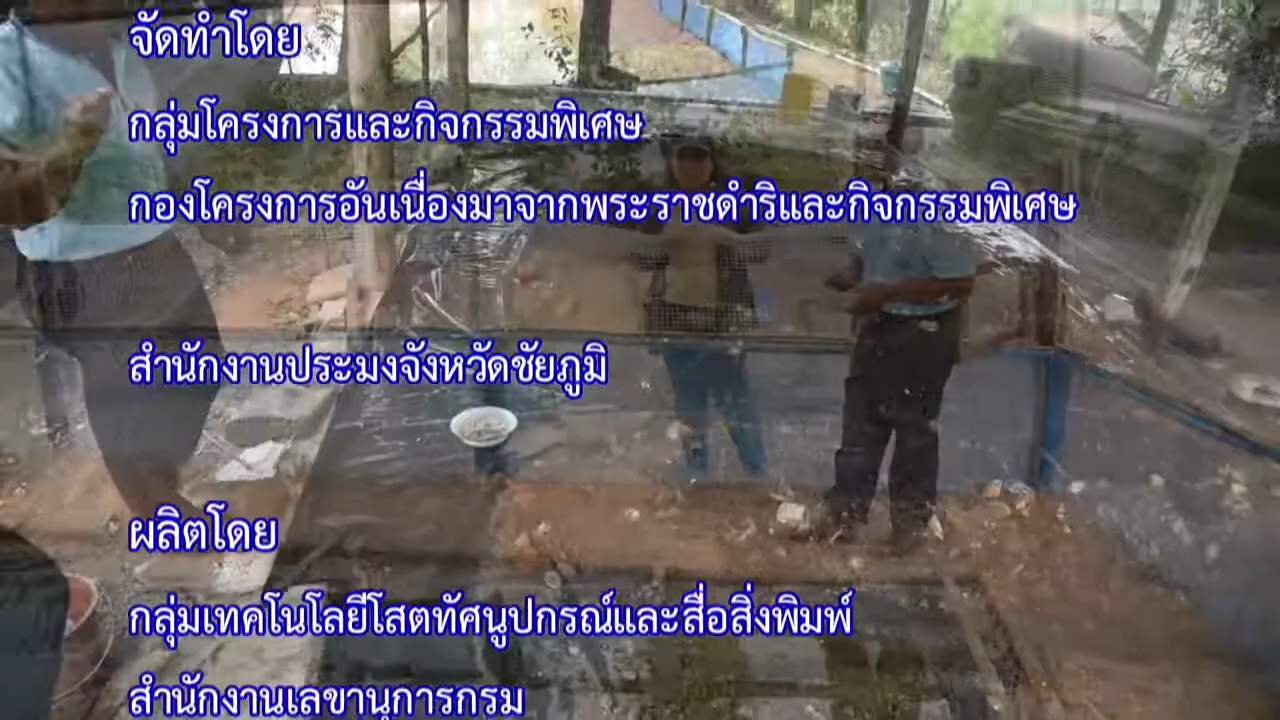 จัดทำโดย
กลุ่มโครงการและกิจกรรมพิเศษ
กองโครงการอันเนื่องมาจากพระราชดำริและกิจกรรมพิเศษ
สำนักงานประมงจังหวัดชัยภูมิ
ผลิตโดย
กลุ่มเทคโนโลยีโสตทัศนูปกรณ์และสื่อสิ่งพิมพ์
สำนักงานเลขานุการกรม